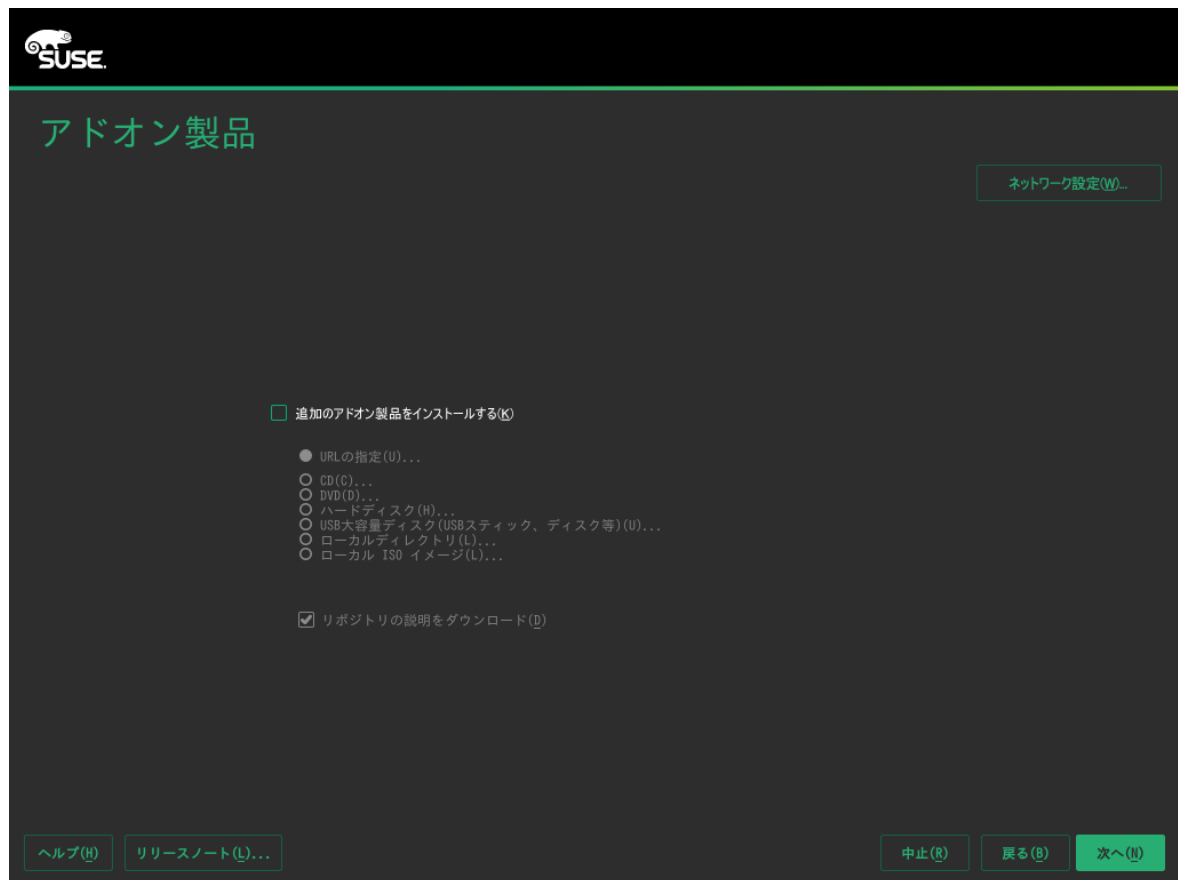 SUSE.
アドオン製品
ネットワーク設定(W)...
追加のアドオン製品をインストールする(K)
URLの指定(U)...
CD(C)...
DVD(D)...
ハードディスク(H)...
USB大容量ディスク(USBスティック、ディスク等)(U)...
ローカルディレクトリ(L)...
ローカル ISO イメージ(L)...
リポジトリの説明をダウンロード(D)
ヘルプ(H) リリースノート(L)... 中止(R) 戻る(B) 次へ(N)